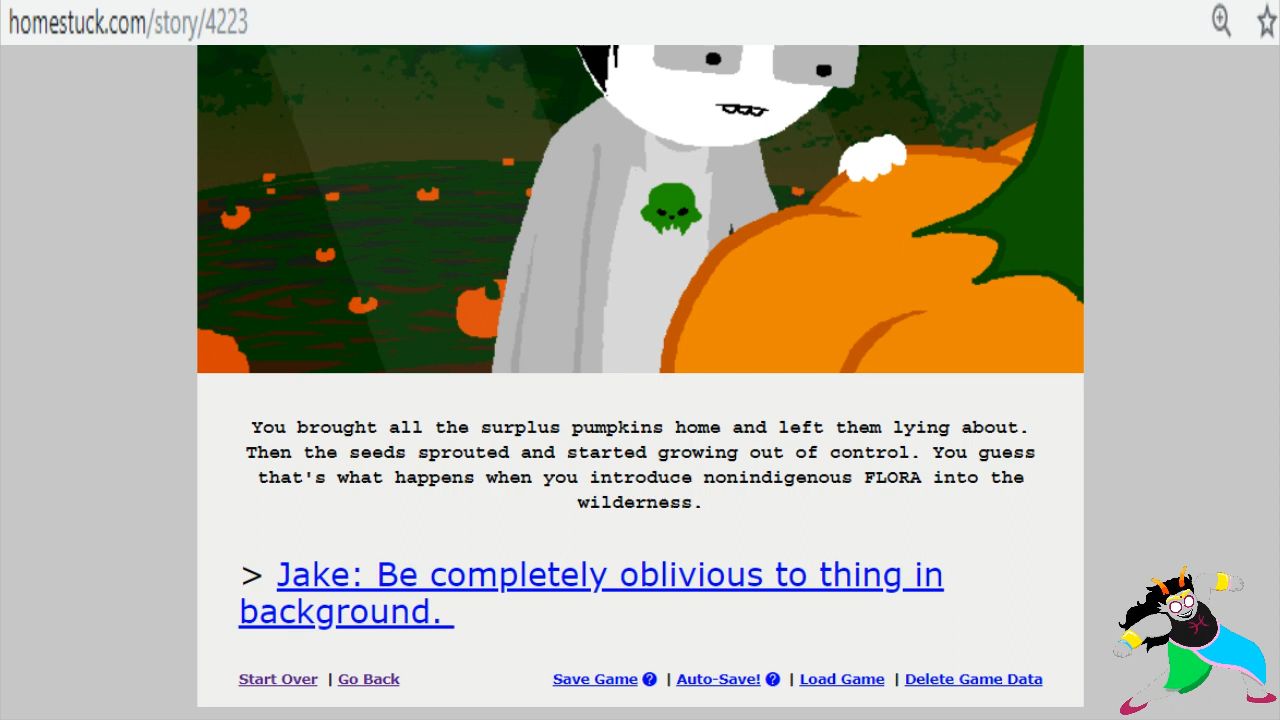 homestuck.com/story/4223
You brought all the surplus pumpkins home and left them lying about.
Then the seeds sprouted and started growing out of control. You guess
that's what happens when you introduce nonindigenous FLORA into the
wilderness.
> Jake: Be completely oblivious to thing in
background.
Start Over | Go Back Save Game ? | Auto-Save! ? | Load Game | Delete Game Data